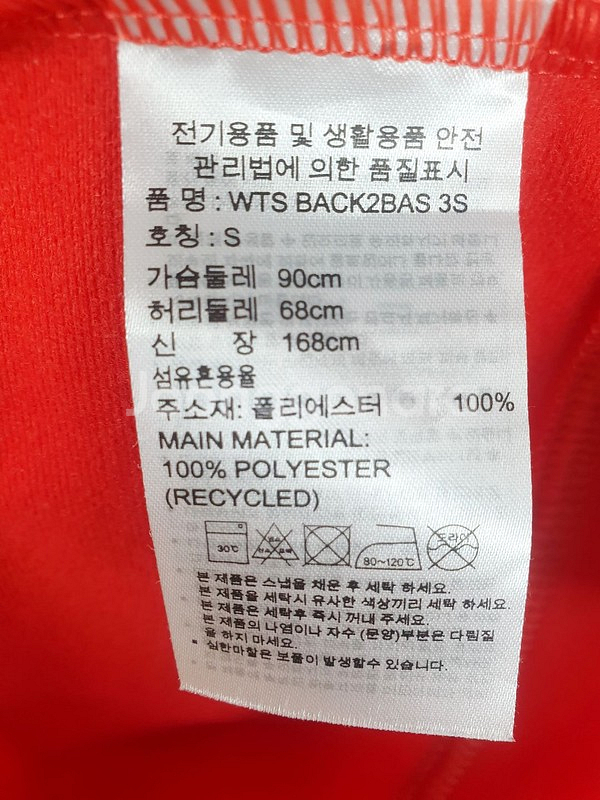 전기용품 및 생활용품 안전
관리법에 의한 품질표시
품 명 : WTS BACK2BAS 3S
호칭 : S
가슴둘레 90cm
허리둘레 68cm
신 장 168cm
섬유혼용율
주소재: 폴리에스터 100%
MAIN MATERIAL:
100% POLYESTER
(RECYCLED)
30℃ 80~120℃ 드라이
본 제품은 스냅을 채운 후 세탁 하세요.
본 제품을 세탁시 유사한 색상끼리 세탁 하세요.
본 제품은 세탁후 즉시 꺼내 주세요.
본 제품의 나염이나 자수 (문양)부분은 다림질
을 하지 마세요.
심한마찰은 보풀이 발생할수 있습니다.